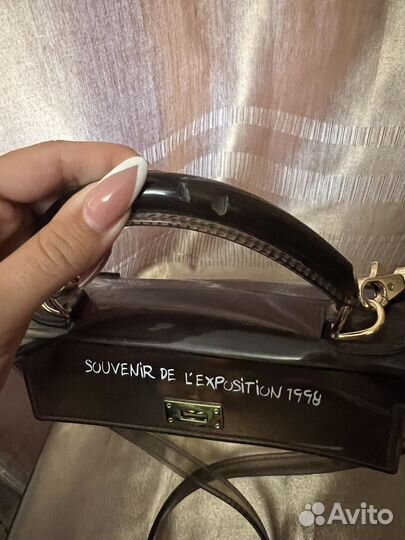 SOUVENIR DE L'EXPOSITION 1998
Avito